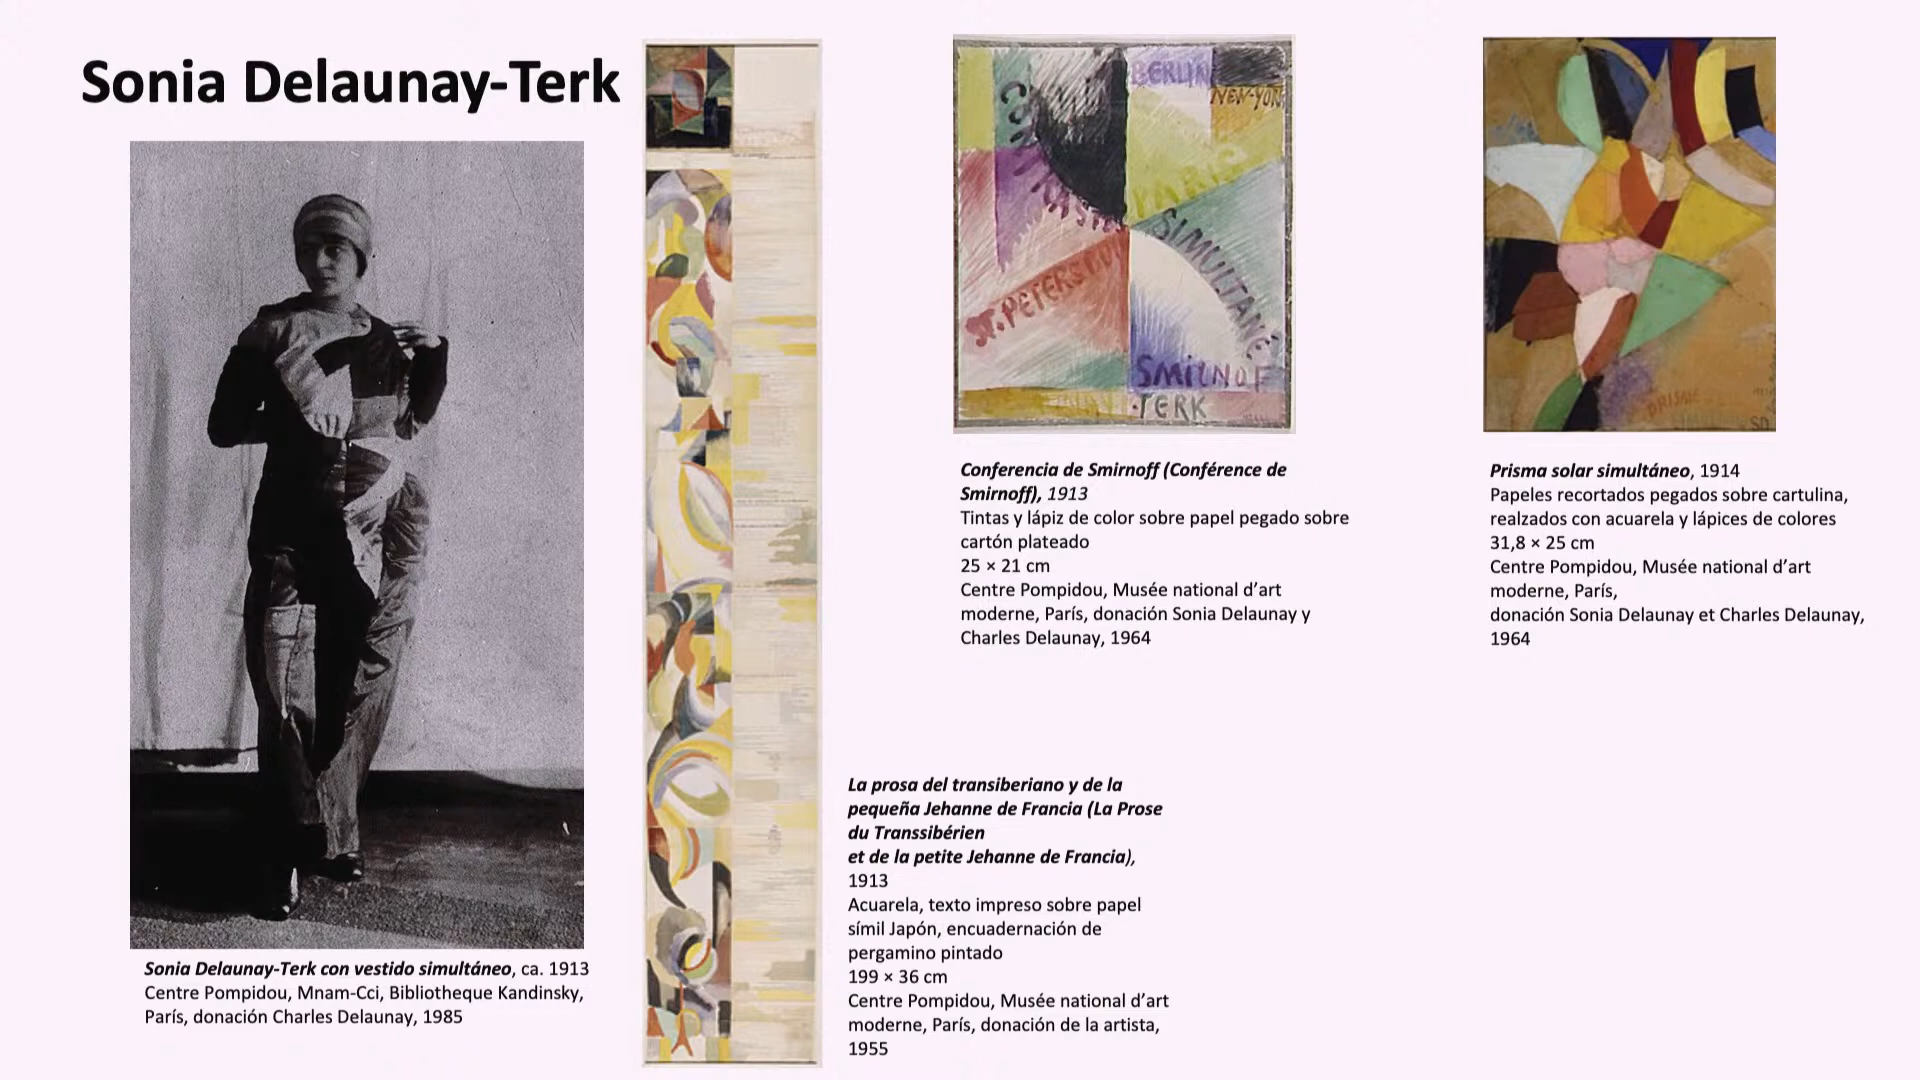 Sonia Delaunay-Terk
Sonia Delaunay-Terk con vestido simultáneo, ca. 1913
Centre Pompidou, Mnam-Cci, Bibliotheque Kandinsky,
París, donación Charles Delaunay, 1985
La prosa del transiberiano y de la
pequeña Jehanne de Francia (La Prose
du Transsibérien
et de la petite Jehanne de Francia),
1913
Acuarela, texto impreso sobre papel
símil Japón, encuadernación de
pergamino pintado
199 × 36 cm
Centre Pompidou, Musée national d’art
moderne, París, donación de la artista,
1955
BERLIN
NEW-YORK
PARIS
SIMULTANÉ
ST. PETERSBOU
SMIRNOF
TERK
Conferencia de Smirnoff (Conférence de
Smirnoff), 1913
Tintas y lápiz de color sobre papel pegado sobre
cartón plateado
25 × 21 cm
Centre Pompidou, Musée national d’art
moderne, París, donación Sonia Delaunay y
Charles Delaunay, 1964
PRISME
SD
Prisma solar simultáneo, 1914
Papeles recortados pegados sobre cartulina,
realzados con acuarela y lápices de colores
31,8 × 25 cm
Centre Pompidou, Musée national d’art
moderne, París,
donación Sonia Delaunay et Charles Delaunay,
1964